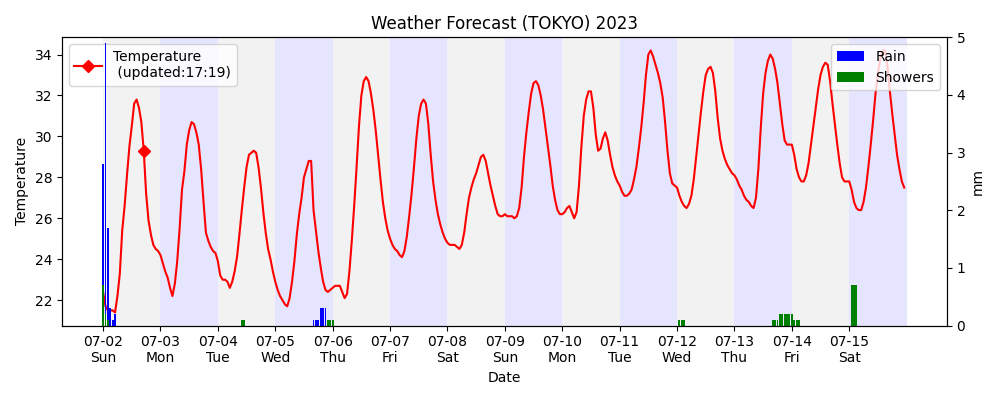 Weather Forecast (TOKYO) 2023
Temperature
(updated:17:19)
Rain
Showers
Temperature
34
32
30
28
26
24
22
5
4
3
2
1
0
mm
07-02 07-03 07-04 07-05 07-06 07-07 07-08 07-09 07-10 07-11 07-12 07-13 07-14 07-15
Sun Mon Tue Wed Thu Fri Sat Sun Mon Tue Wed Thu Fri Sat
Date